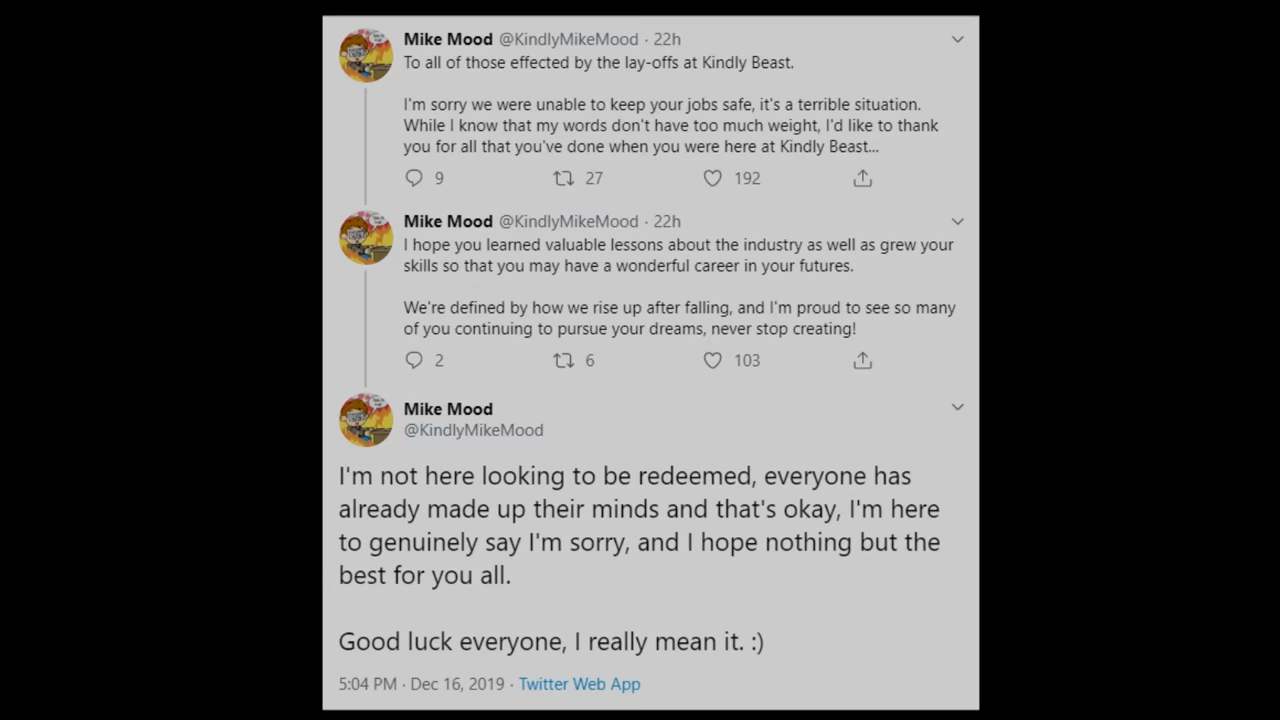 Mike Mood @KindlyMikeMood · 22h
To all of those effected by the lay-offs at Kindly Beast.
I'm sorry we were unable to keep your jobs safe, it's a terrible situation.
While I know that my words don't have too much weight, I'd like to thank
you for all that you've done when you were here at Kindly Beast...
9 27 192
Mike Mood @KindlyMikeMood · 22h
I hope you learned valuable lessons about the industry as well as grew your
skills so that you may have a wonderful career in your futures.
We're defined by how we rise up after falling, and I'm proud to see so many
of you continuing to pursue your dreams, never stop creating!
2 6 103
Mike Mood
@KindlyMikeMood
I'm not here looking to be redeemed, everyone has
already made up their minds and that's okay, I'm here
to genuinely say I'm sorry, and I hope nothing but the
best for you all.
Good luck everyone, I really mean it. :)
5:04 PM · Dec 16, 2019 · Twitter Web App